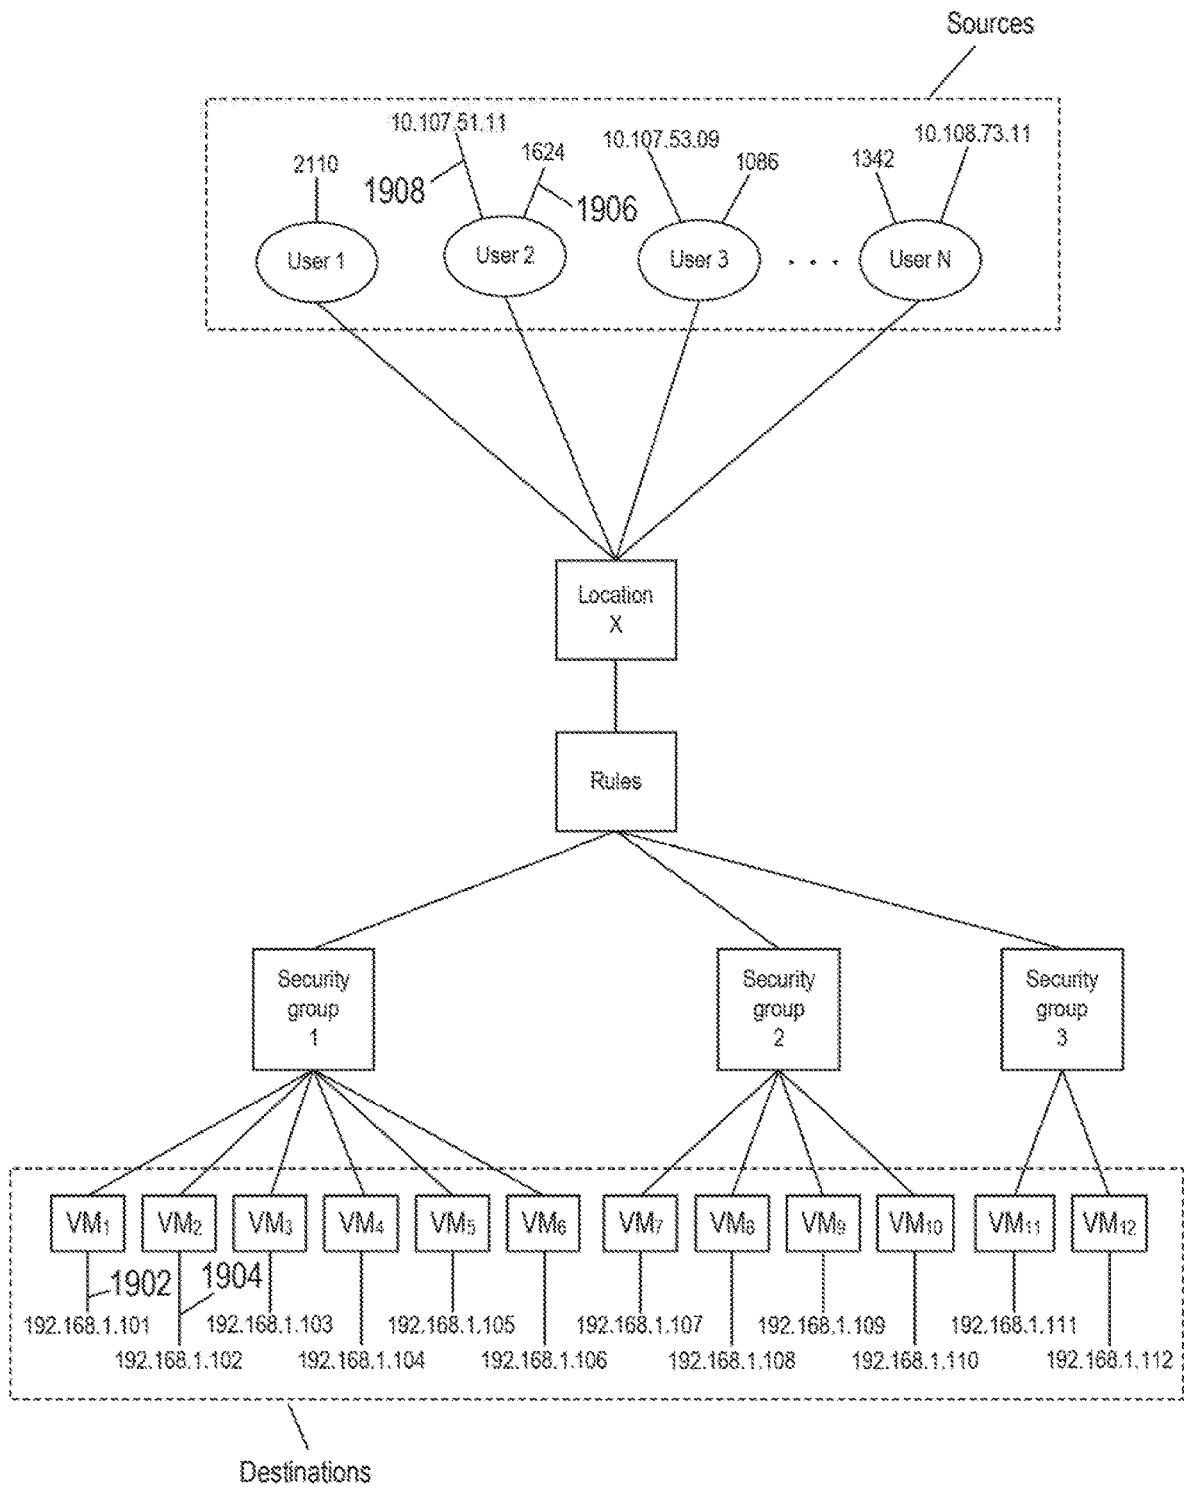 Sources
10.107.51.11
10.107.53.09
10.108.73.11
2110
1624
1086
1342
1908
1906
User 1
User 2
User 3
. . .
User N
Location
X
Rules
Security
group
1
Security
group
2
Security
group
3
VM1
VM2
VM3
VM4
VM5
VM6
VM7
VM8
VM9
VM10
VM11
VM12
1902
1904
192.168.1.101
192.168.1.103
192.168.1.105
192.168.1.107
192.168.1.109
192.168.1.111
192.168.1.102
192.168.1.104
192.168.1.106
192.168.1.108
192.168.1.110
192.168.1.112
Destinations